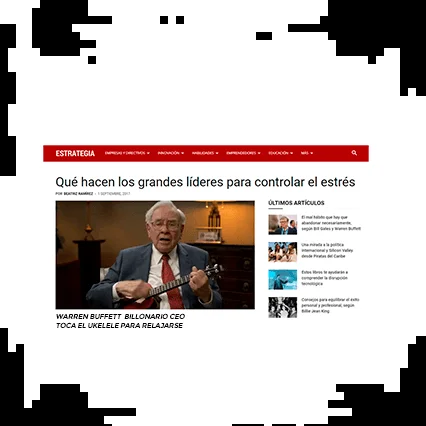 ESTRATEGIA EMPRESAS Y DIRECTIVOS INNOVACIÓN HABILIDADES EMPRENDEDORES EDUCACIÓN MÁS
Qué hacen los grandes líderes para controlar el estrés
POR BEATRIZ RAMÍREZ - 1 SEPTIEMBRE, 2017
WARREN BUFFETT BILLONARIO CEO
TOCA EL UKELELE PARA RELAJARSE
ÚLTIMOS ARTÍCULOS
El mal hábito que hay que
abandonar necesariamente,
según Bill Gates y Warren Buffett
Una mirada a la política
internacional y Silicon Valley
desde Piratas del Caribe
Estos libros te ayudarán a
comprender la disrupción
tecnológica
Consejos para equilibrar el éxito
personal y profesional, según
Billie Jean King